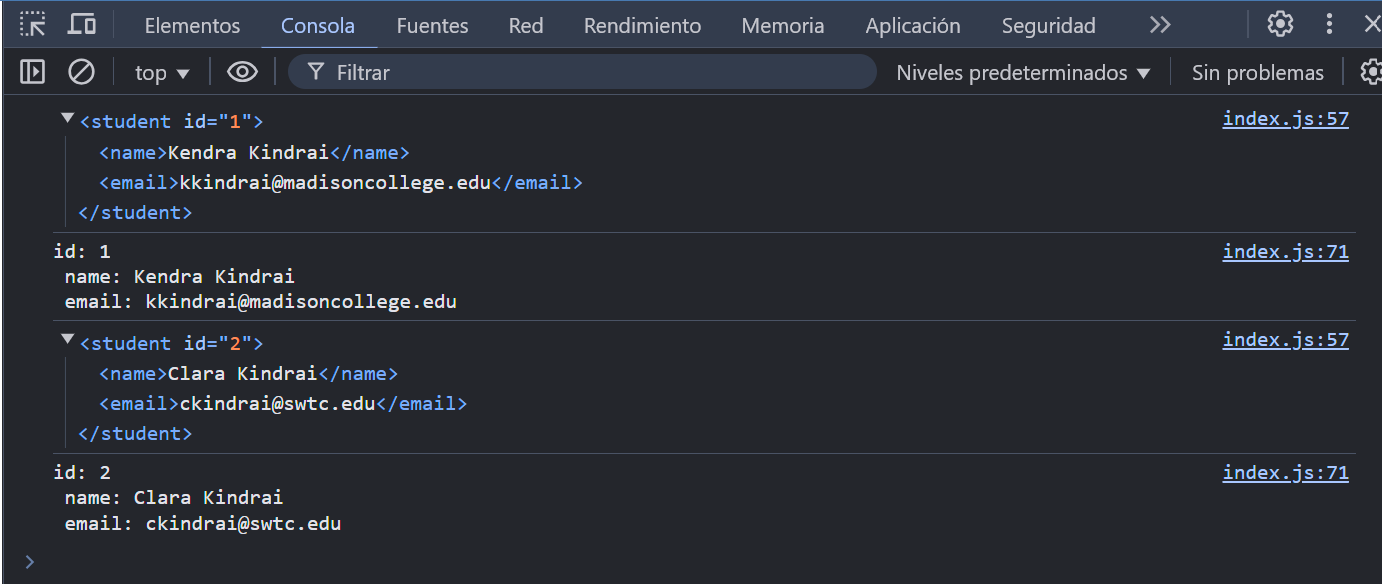 Elementos Consola Fuentes Red Rendimiento Memoria Aplicación Seguridad
top Filtrar Niveles predeterminados Sin problemas
<student id="1"> index.js:57
<name>Kendra Kindrai</name>
<email>kkindrai@madisoncollege.edu</email>
</student>
id: 1 index.js:71
name: Kendra Kindrai
email: kkindrai@madisoncollege.edu
<student id="2"> index.js:57
<name>Clara Kindrai</name>
<email>ckindrai@swtc.edu</email>
</student>
id: 2 index.js:71
name: Clara Kindrai
email: ckindrai@swtc.edu